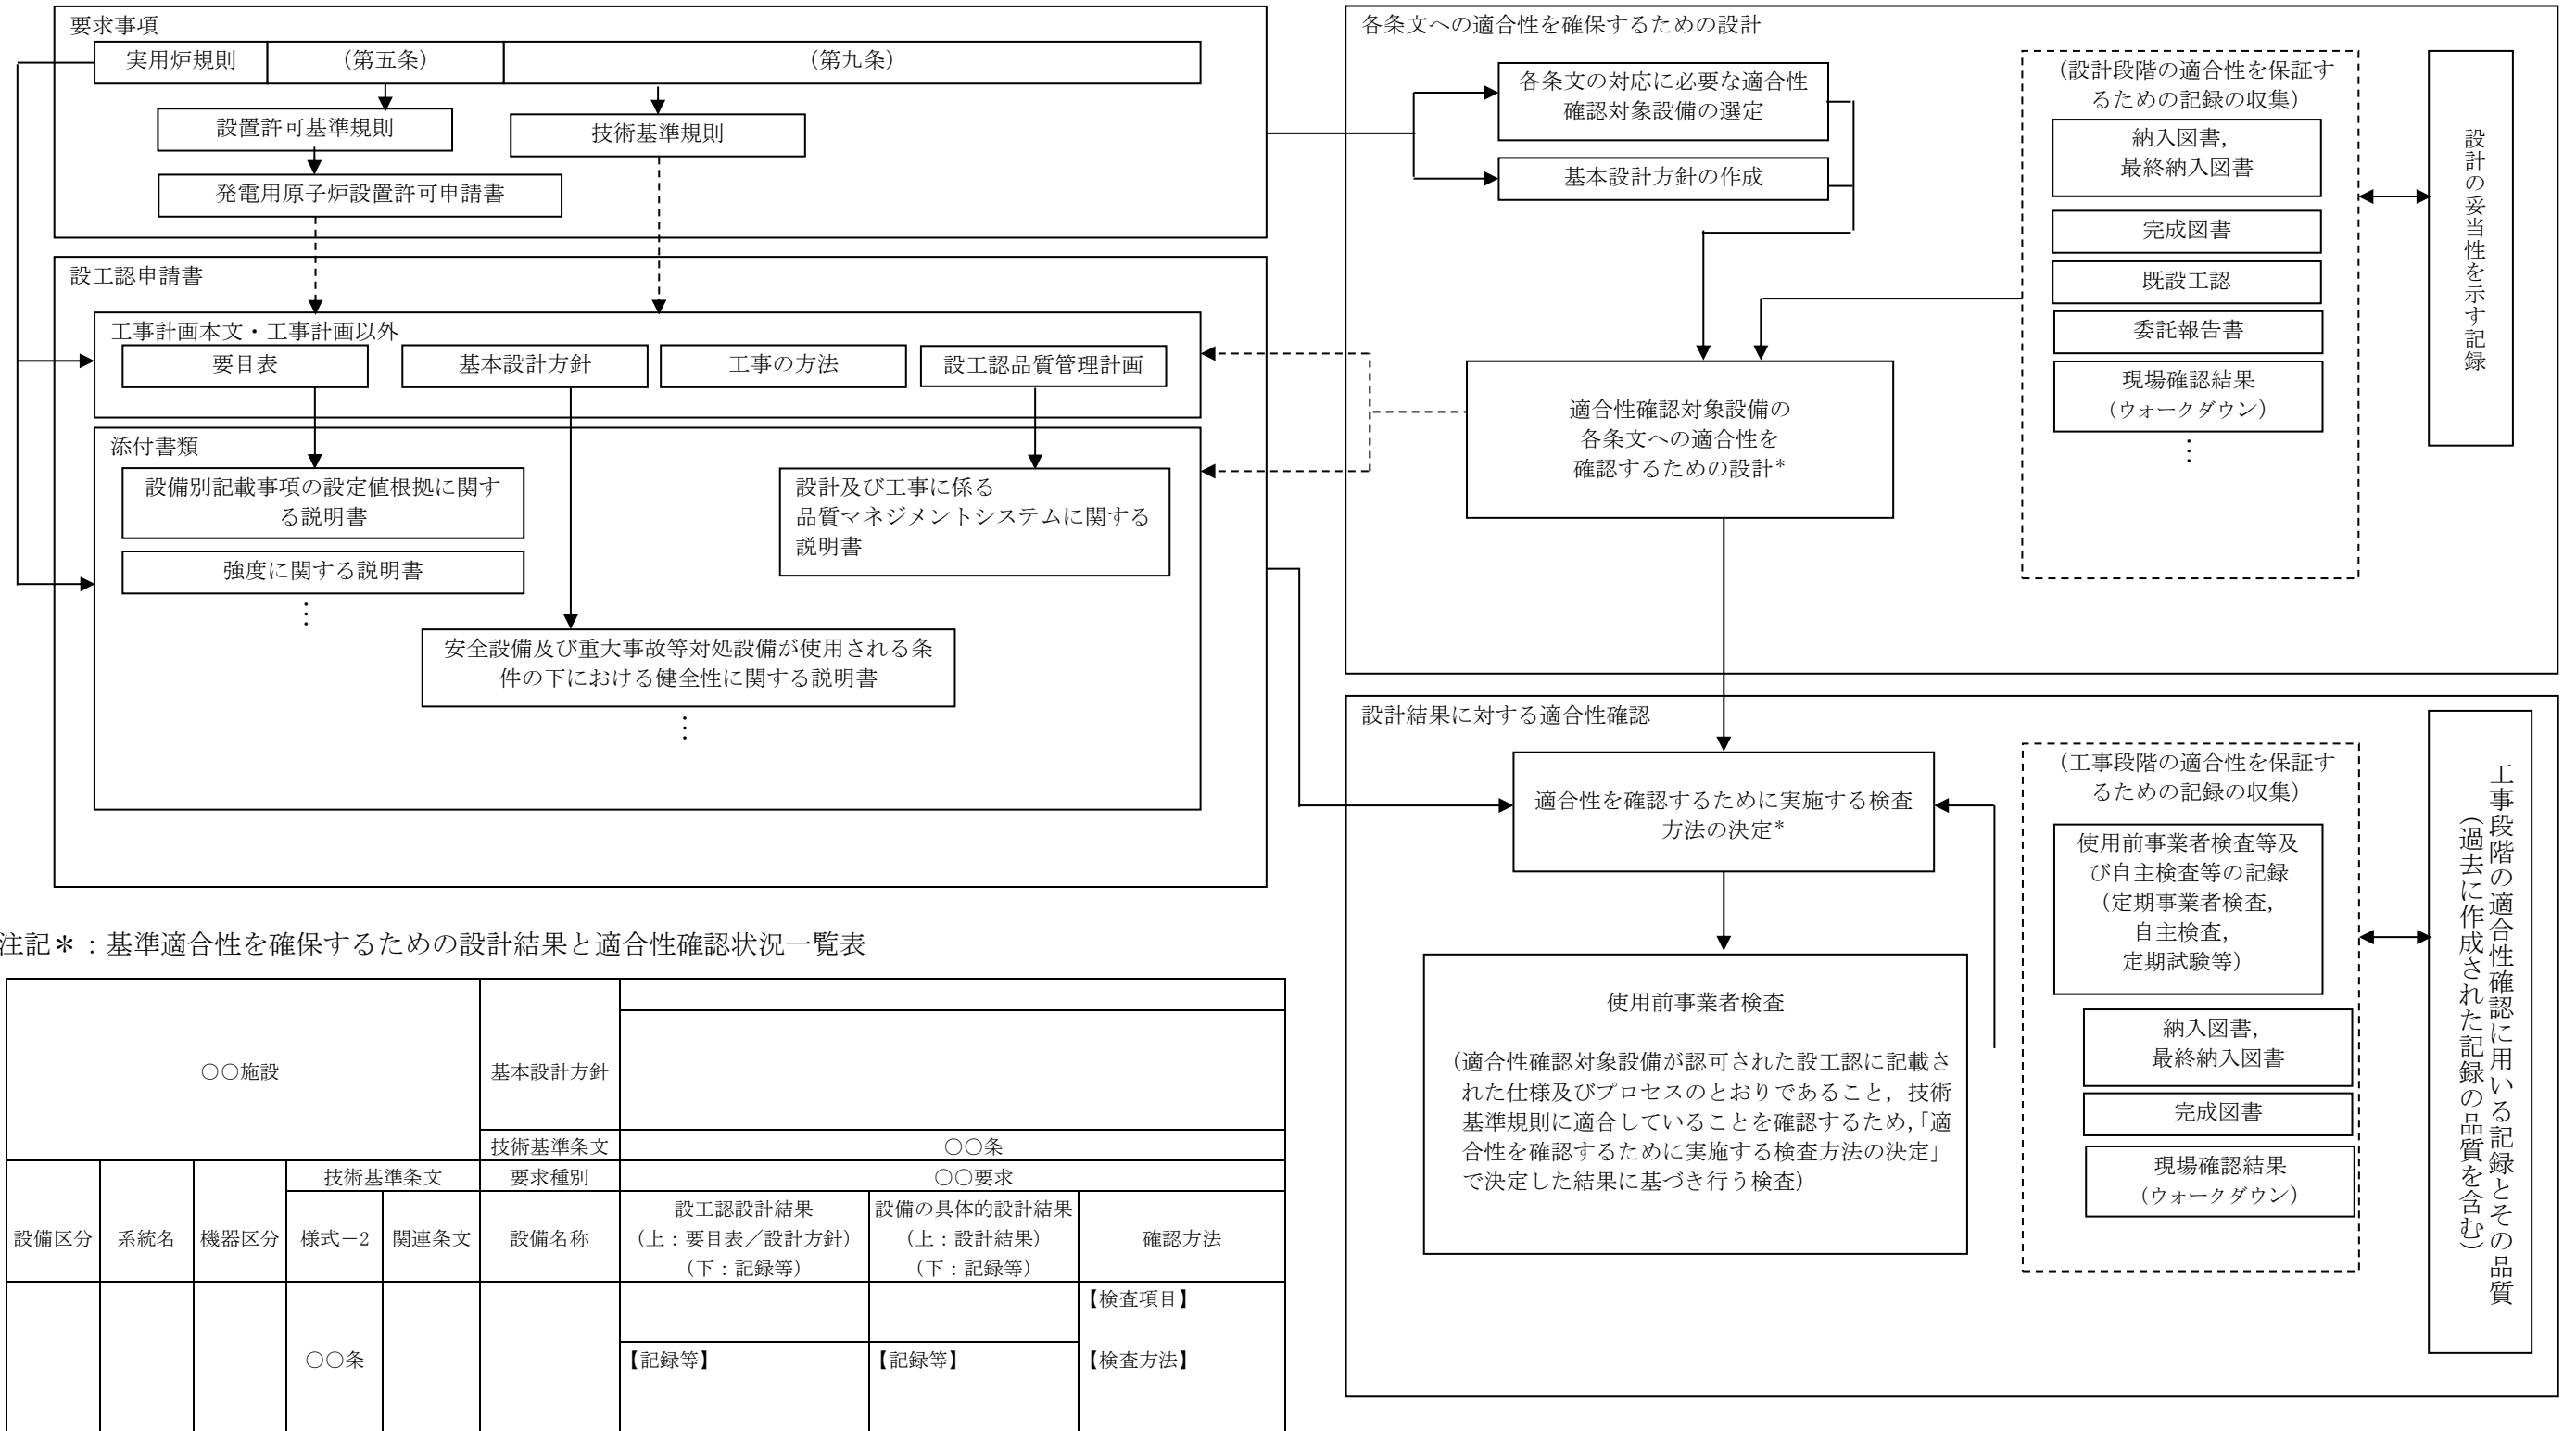 要求事項
実用炉規則
（第五条）
（第九条）
設置許可基準規則
技術基準規則
発電用原子炉設置許可申請書
設工認申請書
工事計画本文・工事計画以外
要目表
基本設計方針
工事の方法
設工認品質管理計画
添付書類
設備別記載事項の設定値根拠に関す
る説明書
強度に関する説明書
⋮
設計及び工事に係る
品質マネジメントシステムに関する
説明書
安全設備及び重大事故等対処設備が使用される条
件の下における健全性に関する説明書
⋮
各条文への適合性を確保するための設計
各条文の対応に必要な適合性
確認対象設備の選定
基本設計方針の作成
適合性確認対象設備の
各条文への適合性を
確認するための設計*
（設計段階の適合性を保証す
るための記録の収集）
納入図書，
最終納入図書
完成図書
既設工認
委託報告書
現場確認結果
（ウォークダウン）
⋮
設計の妥当性を示す記録
設計結果に対する適合性確認
適合性を確認するために実施する検査
方法の決定*
使用前事業者検査
（適合性確認対象設備が認可された設工認に記載さ
れた仕様及びプロセスのとおりであること，技術
基準規則に適合していることを確認するため，「適
合性を確認するために実施する検査方法の決定」
で決定した結果に基づき行う検査）
（工事段階の適合性を保証す
るための記録の収集）
使用前事業者検査等及
び自主検査等の記録
（定期事業者検査，
自主検査，
定期試験等）
納入図書，
最終納入図書
完成図書
現場確認結果
（ウォークダウン）
工事段階の適合性確認に用いる記録とその品質
（過去に作成された記録の品質を含む）
注記＊：基準適合性を確保するための設計結果と適合性確認状況一覧表
○○施設
基本設計方針
技術基準条文
○○条
技術基準条文
要求種別
○○要求
設備区分
系統名
機器区分
様式－2
関連条文
設備名称
設工認設計結果
（上：要目表／設計方針）
（下：記録等）
設備の具体的設計結果
（上：設計結果）
（下：記録等）
確認方法
【検査項目】
○○条
【記録等】
【記録等】
【検査方法】